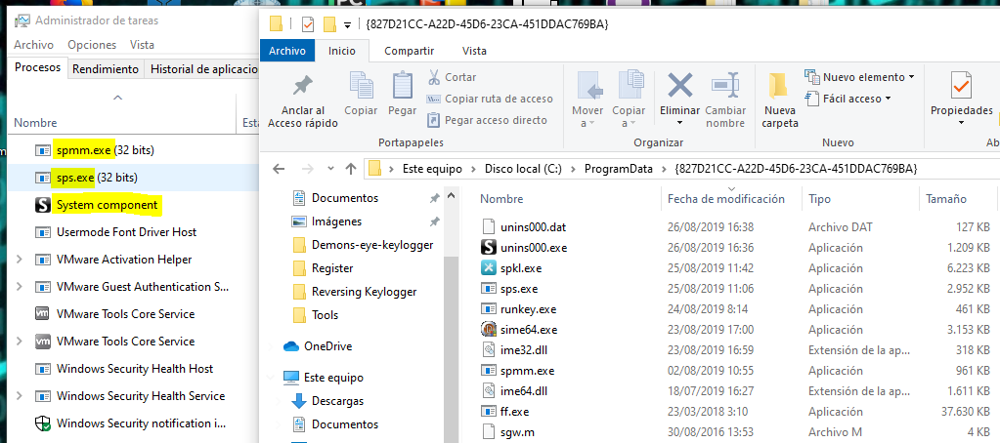 Administrador de tareas
Archivo Opciones Vista
Procesos Rendimiento Historial de aplicacio
Nombre Esta
spmm.exe (32 bits)
sps.exe (32 bits)
System component
Usermode Font Driver Host
VMware Activation Helper
VMware Guest Authentication S...
VMware Tools Core Service
VMware Tools Core Service
Windows Security Health Host
Windows Security Health Service
Windows Security notification i...
{827D21CC-A22D-45D6-23CA-451DDAC769BA}
Archivo Inicio Compartir Vista
Anclar al Acceso rápido
Copiar
Pegar
Cortar
Copiar ruta de acceso
Pegar acceso directo
Portapapeles
Mover a
Copiar a
Eliminar
Cambiar nombre
Organizar
Nueva carpeta
Nuevo elemento
Fácil acceso
Nuevo
Propiedades
Ab
Este equipo > Disco local (C:) > ProgramData > {827D21CC-A22D-45D6-23CA-451DDAC769BA}
Documentos
Imágenes
Demons-eye-keylogger
Register
Reversing Keylogger
Tools
OneDrive
Este equipo
Descargas
Documentos
Nombre Fecha de modificación Tipo Tamaño
unins000.dat 26/08/2019 16:38 Archivo DAT 127 KB
unins000.exe 26/08/2019 16:36 Aplicación 1.209 KB
spkl.exe 25/08/2019 11:42 Aplicación 6.223 KB
sps.exe 25/08/2019 11:06 Aplicación 2.952 KB
runkey.exe 24/08/2019 8:14 Aplicación 461 KB
sime64.exe 23/08/2019 17:00 Aplicación 3.153 KB
ime32.dll 23/08/2019 16:59 Extensión de la ap... 318 KB
spmm.exe 02/08/2019 10:55 Aplicación 961 KB
ime64.dll 18/07/2019 16:27 Extensión de la ap... 1.611 KB
ff.exe 23/03/2018 3:10 Aplicación 37.630 KB
sgw.m 30/08/2016 13:53 Archivo M 4 KB